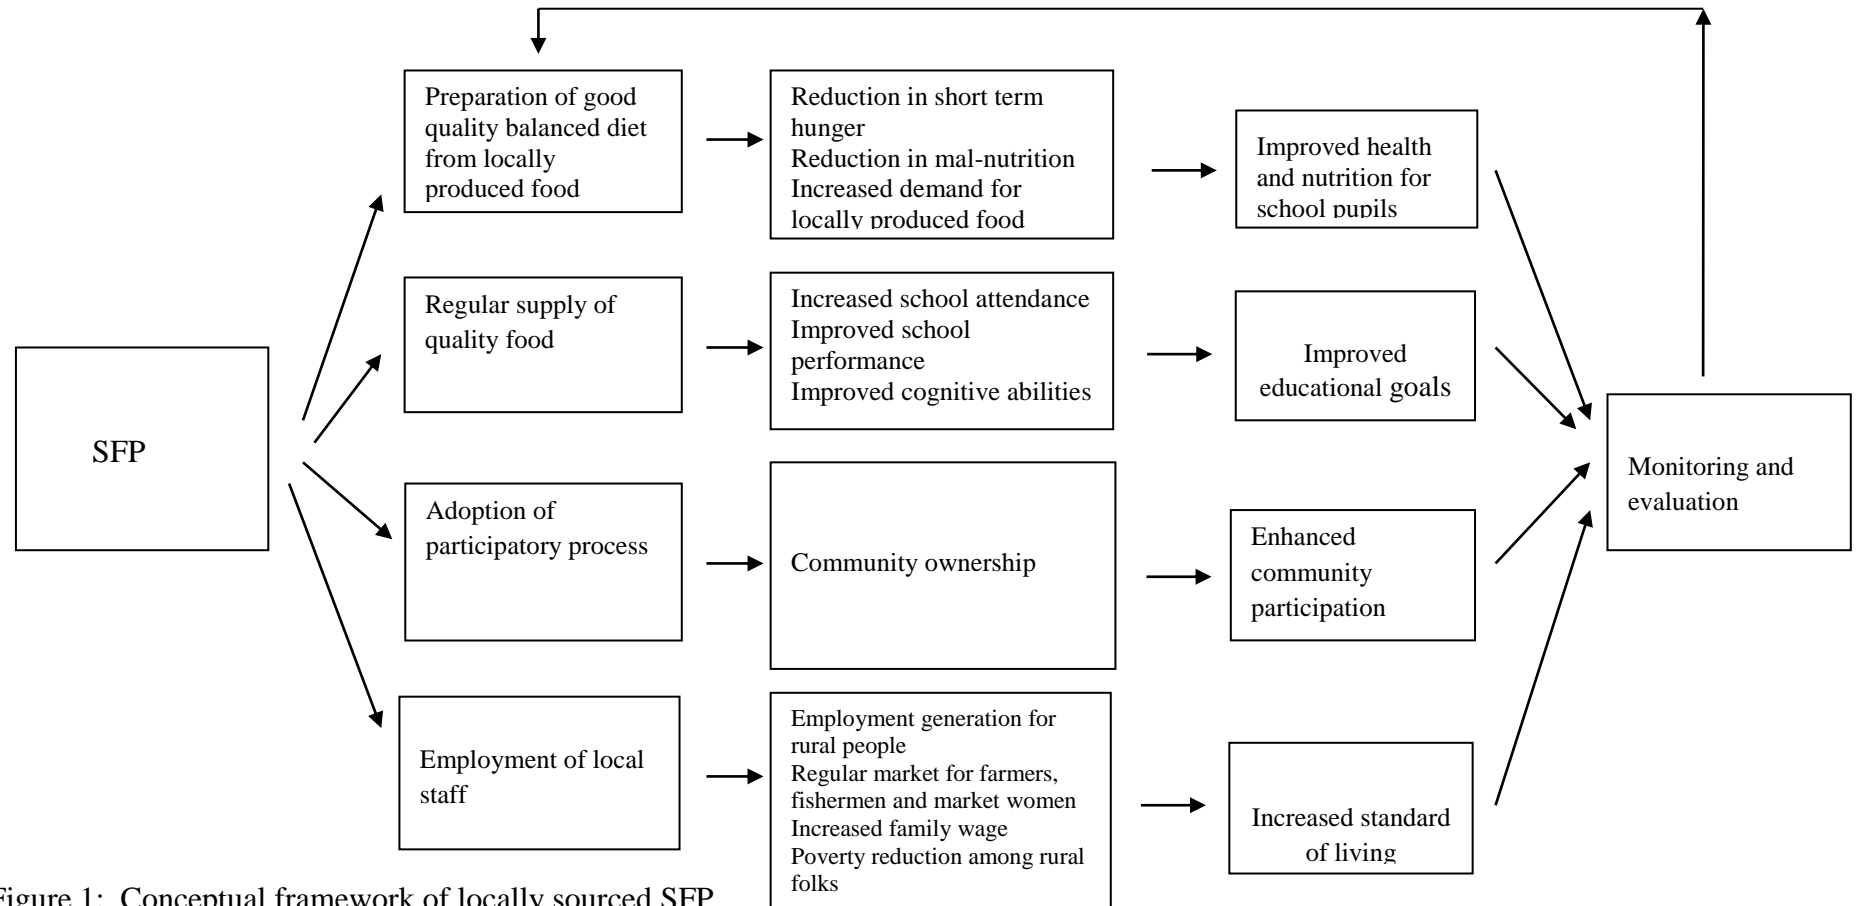 Preparation of good
quality balanced diet
from locally
produced food
Reduction in short term
hunger
Reduction in mal-nutrition
Increased demand for
locally produced food
Improved health
and nutrition for
school pupils
Regular supply of
quality food
Increased school attendance
Improved school
performance
Improved cognitive abilities
Improved
educational goals
SFP
Monitoring and
evaluation
Adoption of
participatory process
Community ownership
Enhanced
community
participation
Employment of local
staff
Employment generation for
rural people
Regular market for farmers,
fishermen and market women
Increased family wage
Poverty reduction among rural
folks
Increased standard
of living
Figure 1: Conceptual framework of locally sourced SFP